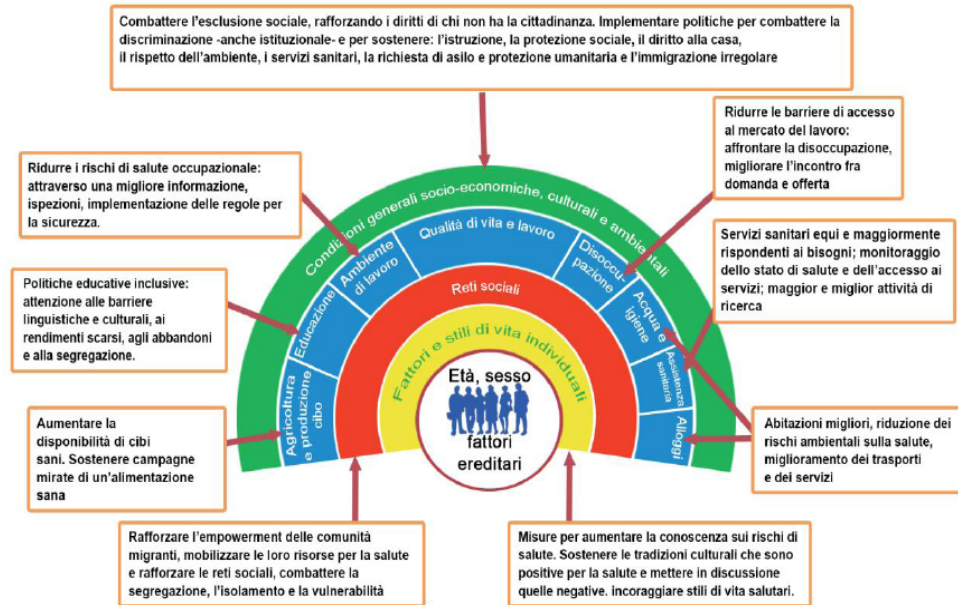 Combattere l’esclusione sociale, rafforzando i diritti di chi non ha la cittadinanza. Implementare politiche per combattere la
discriminazione -anche istituzionale- e per sostenere: l’istruzione, la protezione sociale, il diritto alla casa,
il rispetto dell’ambiente, i servizi sanitari, la richiesta di asilo e protezione umanitaria e l’immigrazione irregolare
Ridurre le barriere di accesso
al mercato del lavoro:
affrontare la disoccupazione,
migliorare l’incontro fra
domanda e offerta
Ridurre i rischi di salute occupazionale:
attraverso una migliore informazione,
ispezioni, implementazione delle regole per
la sicurezza.
Servizi sanitari equi e maggiormente
rispondenti ai bisogni; monitoraggio
dello stato di salute e dell’accesso ai
servizi; maggior e miglior attività di
ricerca
Politiche educative inclusive:
attenzione alle barriere
linguistiche e culturali, ai
rendimenti scarsi, agli abbandoni
e alla segregazione.
Aumentare la
disponibilità di cibi
sani. Sostenere campagne
mirate di un’alimentazione
sana
Abitazioni migliori, riduzione dei
rischi ambientali sulla salute,
miglioramento dei trasporti
e dei servizi
Condizioni generali socio-economiche, culturali e ambientali
Agricoltura
e produzione
cibo
Educazione
Ambiente
di lavoro
Qualità di vita e lavoro
Disoccu-
pazione
Acqua e
igiene
Assistenza
sanitaria
Alloggi
Reti sociali
Fattori e stili di vita individuali
Età, sesso
fattori
ereditari
Rafforzare l’empowerment delle comunità
migranti, mobilizzare le loro risorse per la salute
e rafforzare le reti sociali, combattere la
segregazione, l’isolamento e la vulnerabilità
Misure per aumentare la conoscenza sui rischi di
salute. Sostenere le tradizioni culturali che sono
positive per la salute e mettere in discussione
quelle negative. incoraggiare stili di vita salutari.